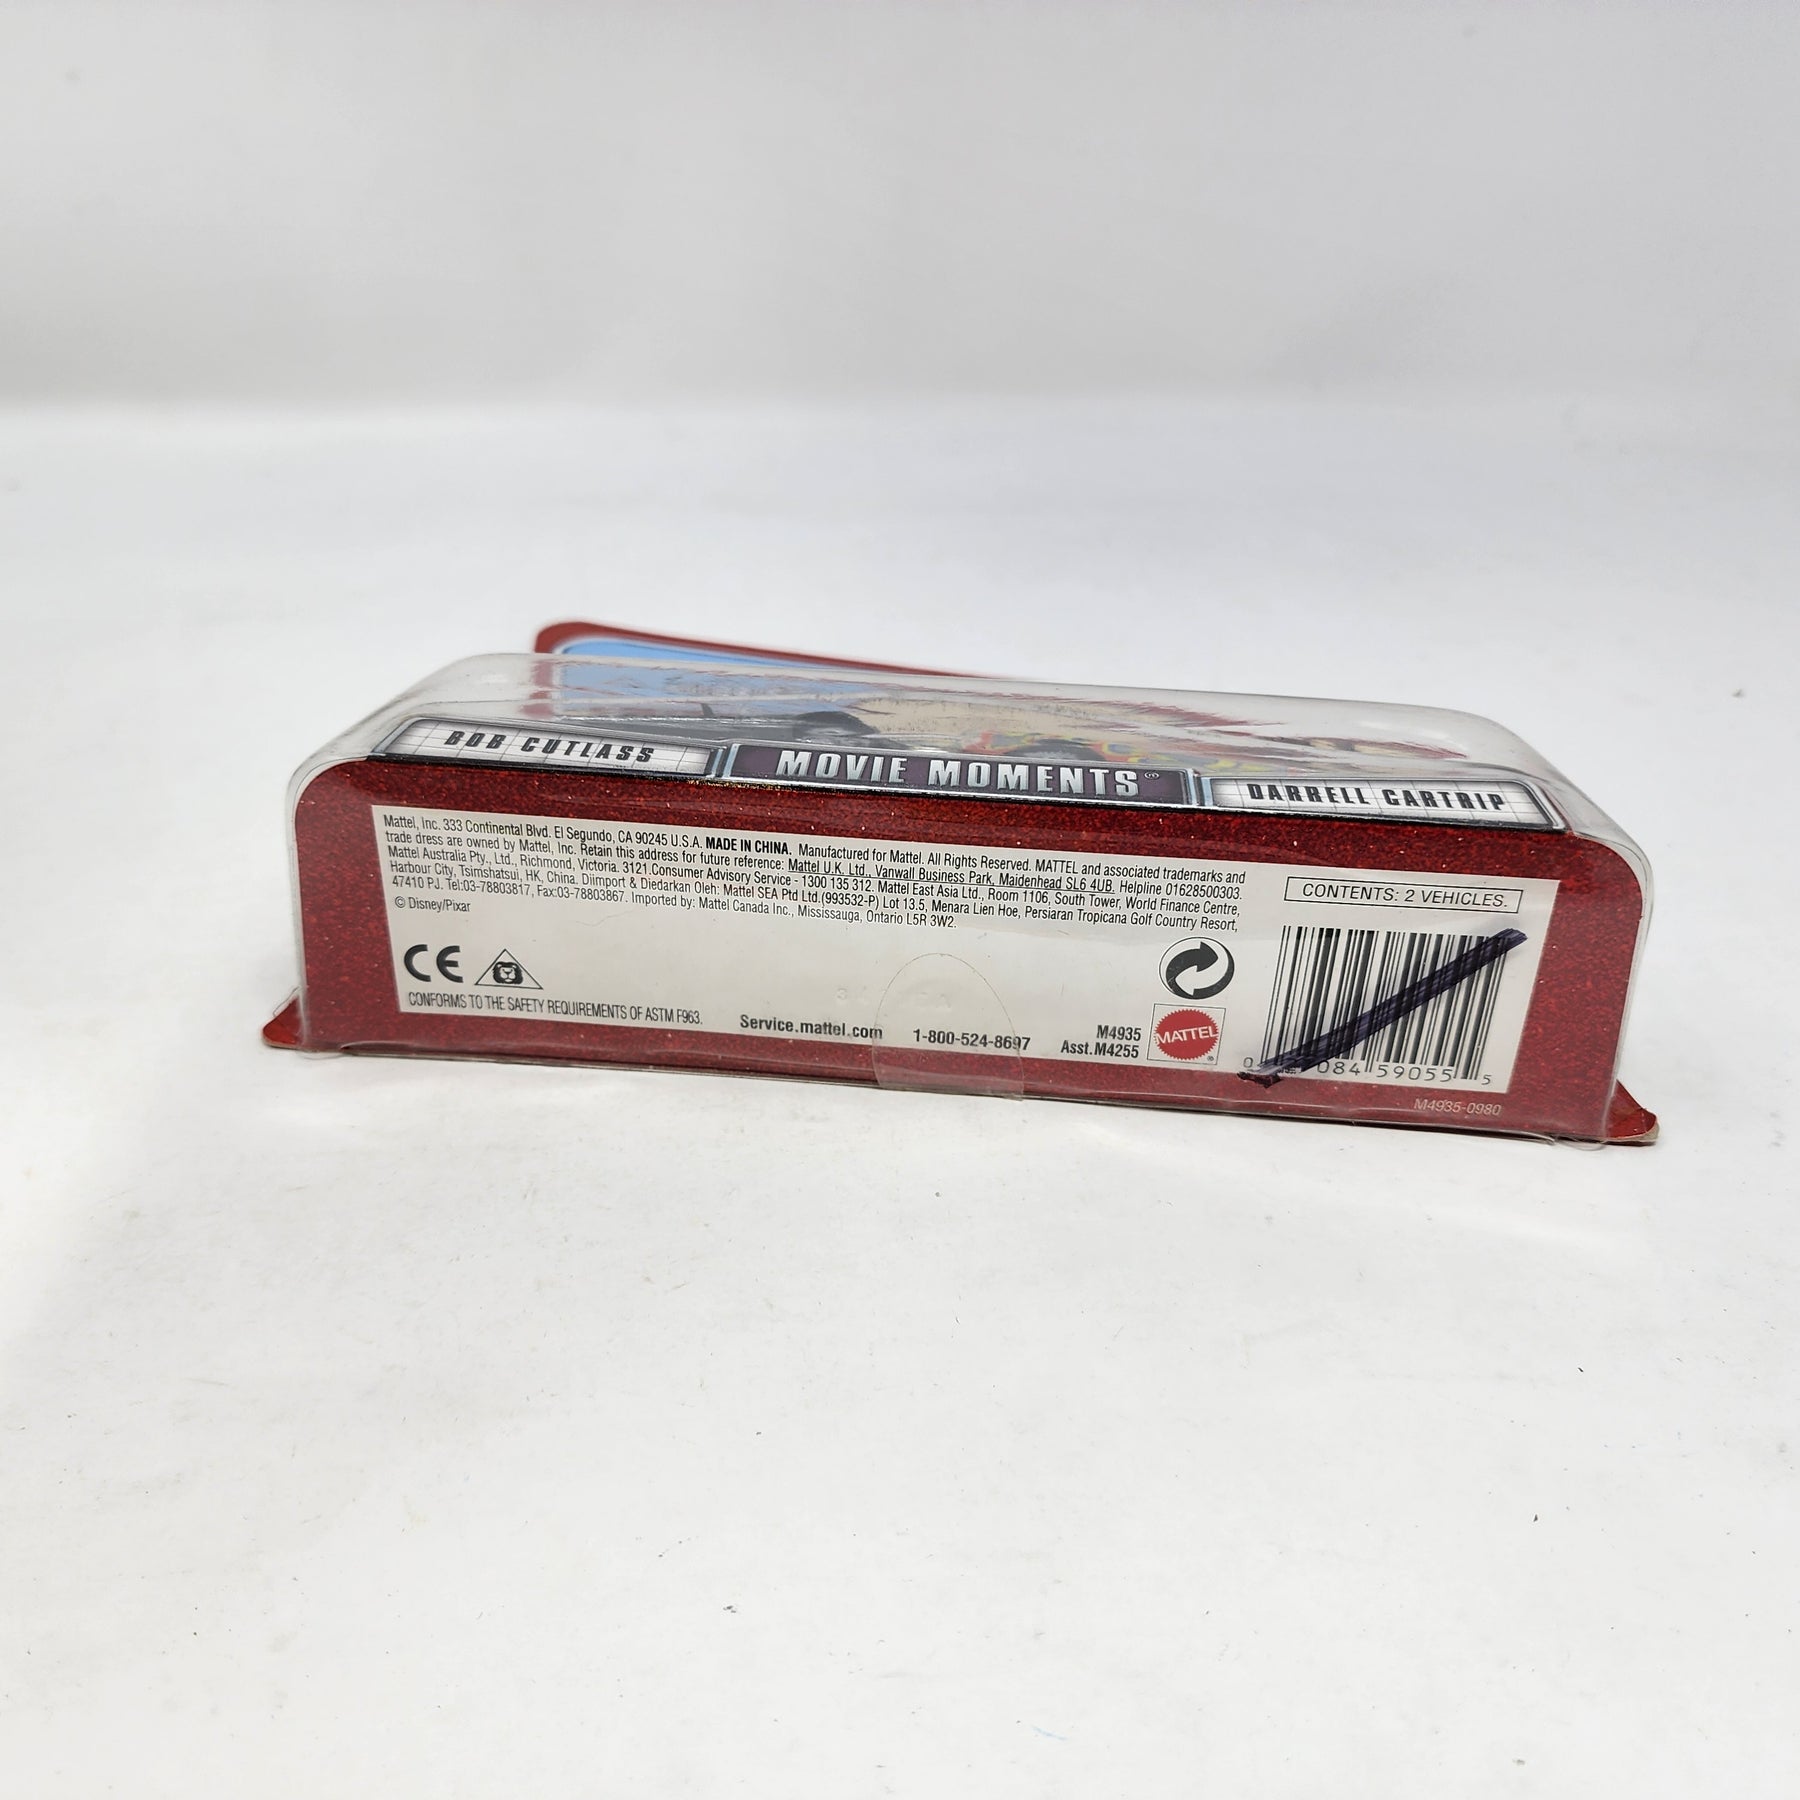 BOB CUTLASS
MOVIE MOMENTS
DARRELL CARTRIP
Mattel, Inc. 333 Continental Blvd. El Segundo, CA 90245 U.S.A. MADE IN CHINA. Manufactured for Mattel. All Rights Reserved. MATTEL and associated trademarks and
trade dress are owned by Mattel, Inc. Retain this address for future reference: Mattel U.K. Ltd., Vanwall Business Park, Maidenhead SL6 4UB. Helpline 01628500303.
Mattel Australia Pty., Ltd., Richmond, Victoria. 3121.Consumer Advisory Service - 1300 135 312. Mattel East Asia Ltd., Room 1106, South Tower, World Finance Centre,
Harbour City, Tsimshatsui, HK, China. Diimport & Diedarkan Oleh: Mattel SEA Ptd Ltd.(993532-P) Lot 13.5, Menara Lien Hoe, Persiaran Tropicana Golf Country Resort,
47410 PJ. Tel:03-78803817, Fax:03-78803867. Imported by: Mattel Canada Inc., Mississauga, Ontario L5R 3W2.
© Disney/Pixar
CE
CONFORMS TO THE SAFETY REQUIREMENTS OF ASTM F963.
Service.mattel.com 1-800-524-8697
M4935
Asst.M4255
MATTEL®
CONTENTS: 2 VEHICLES.
0 084 59055 5
M4935-0980